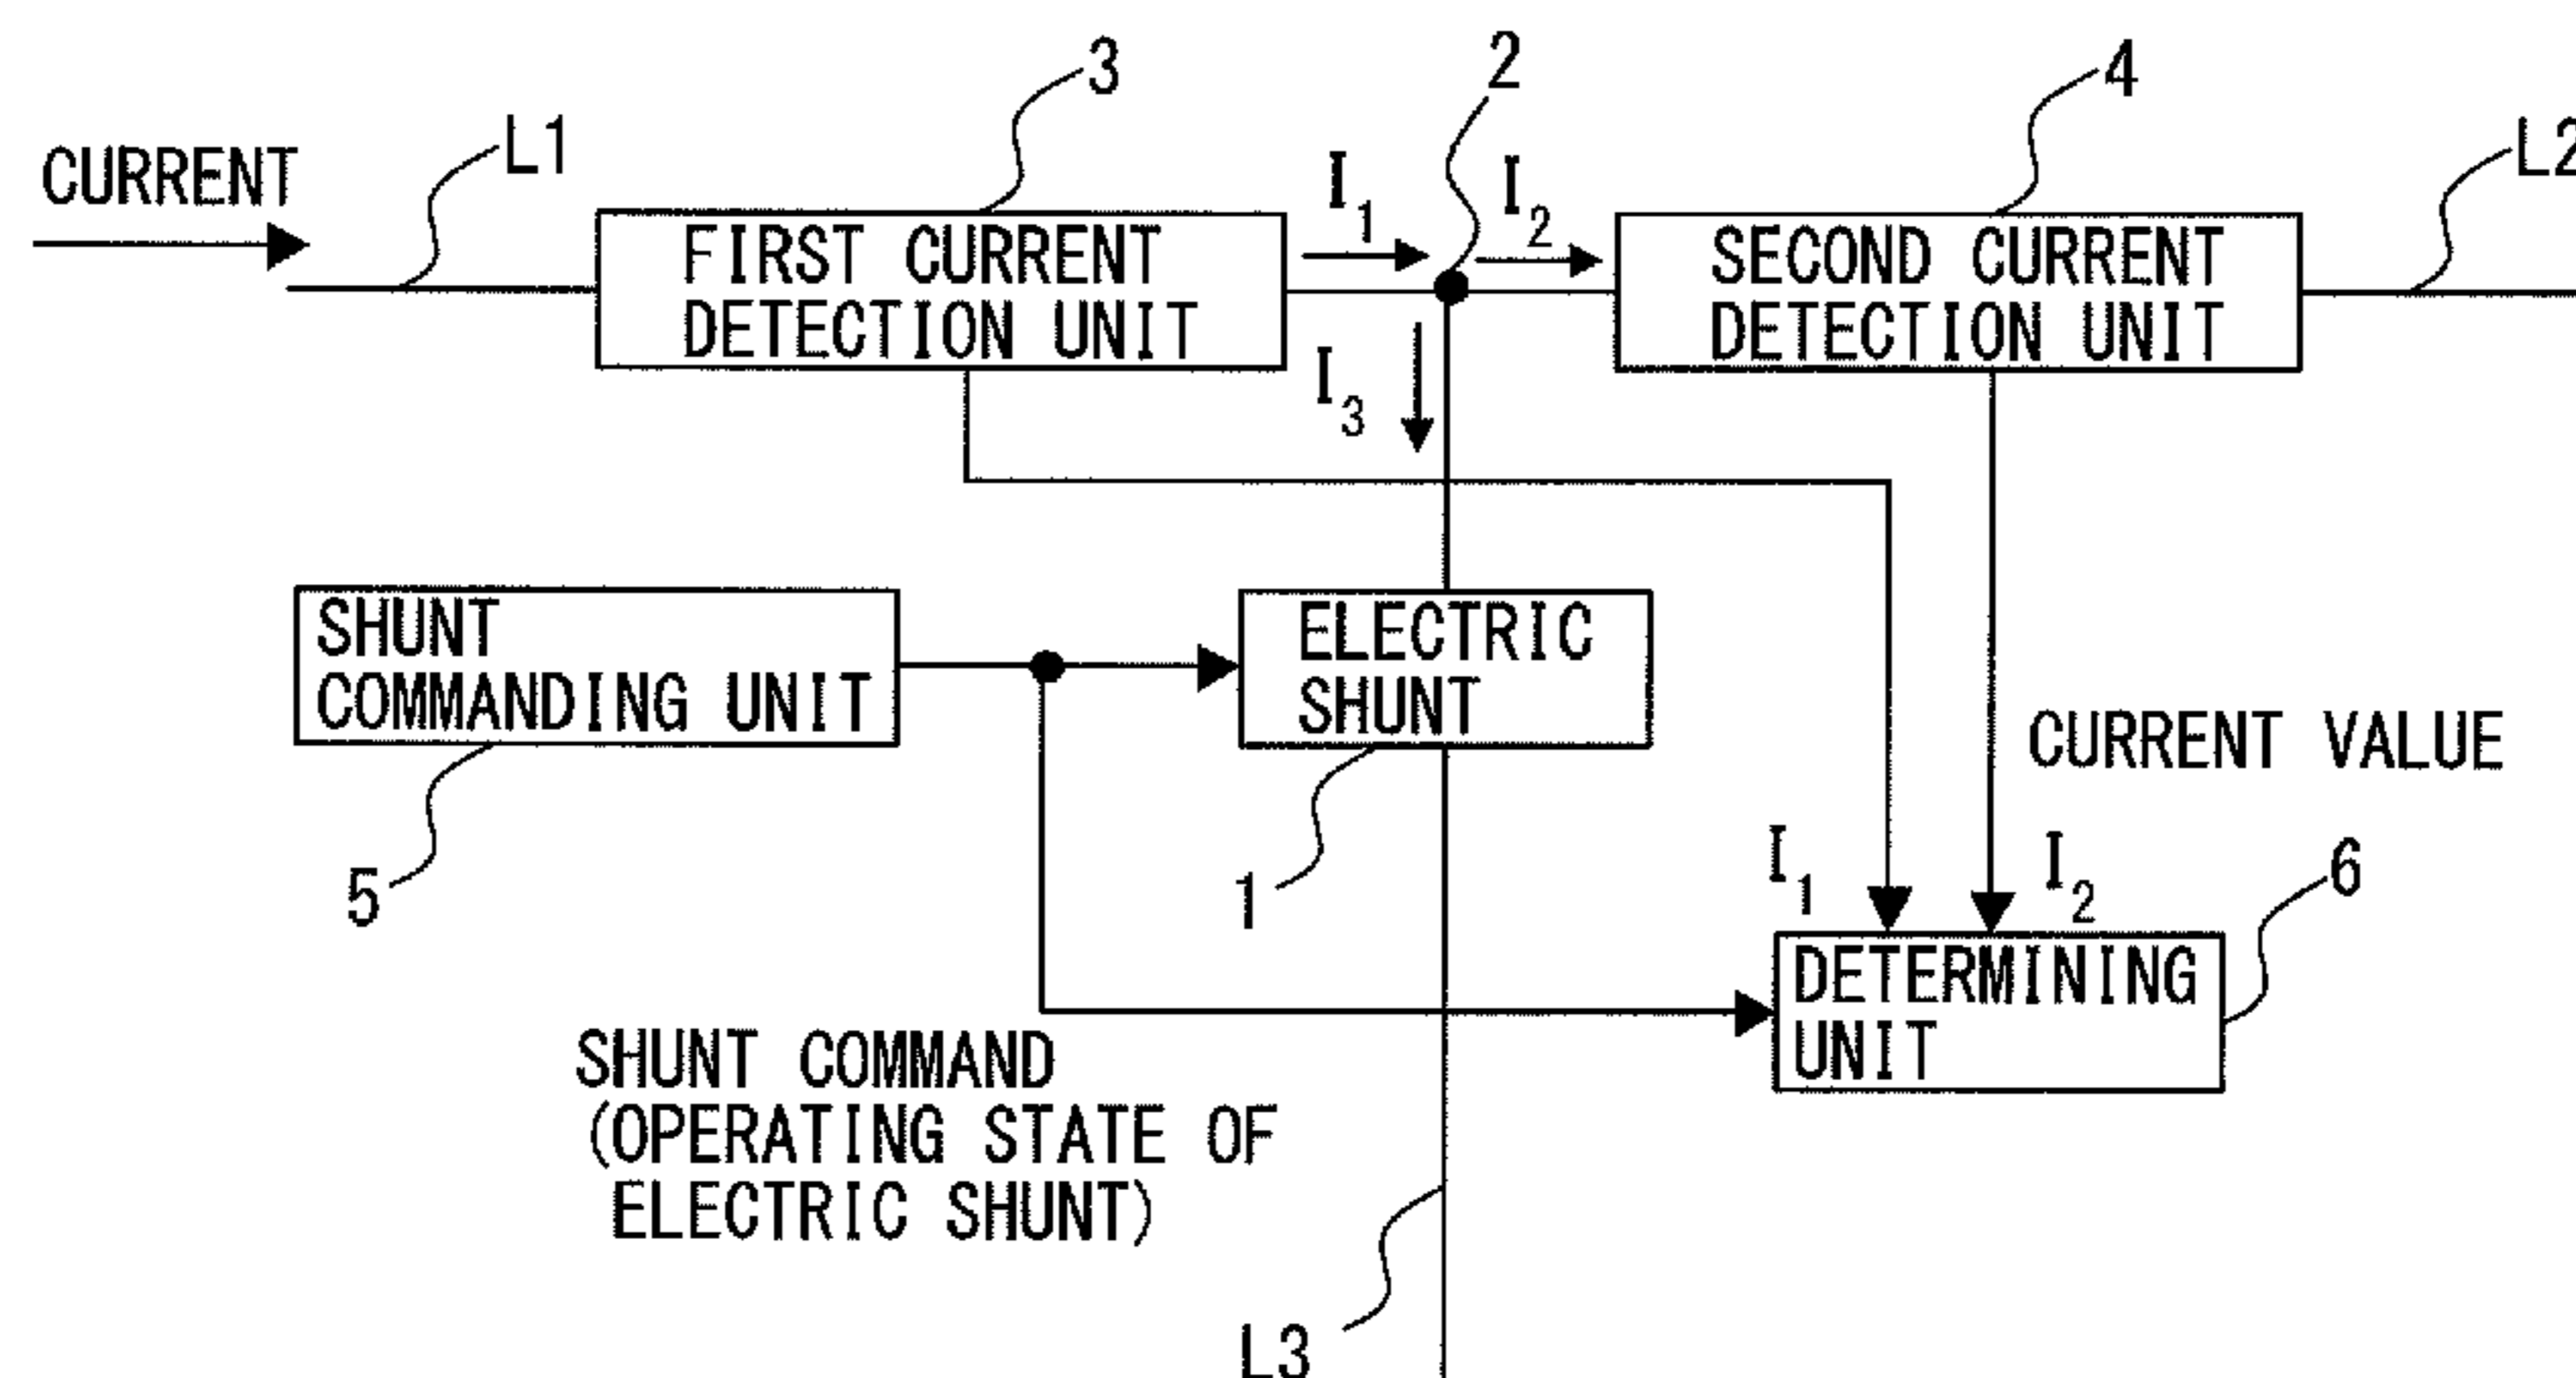 3
2
4
CURRENT
L1
L2
I1
I2
FIRST CURRENT
DETECTION UNIT
SECOND CURRENT
DETECTION UNIT
I3
SHUNT
COMMANDING UNIT
ELECTRIC
SHUNT
CURRENT VALUE
5
1
I1
I2
6
DETERMINING
UNIT
SHUNT COMMAND
(OPERATING STATE OF
ELECTRIC SHUNT)
L3